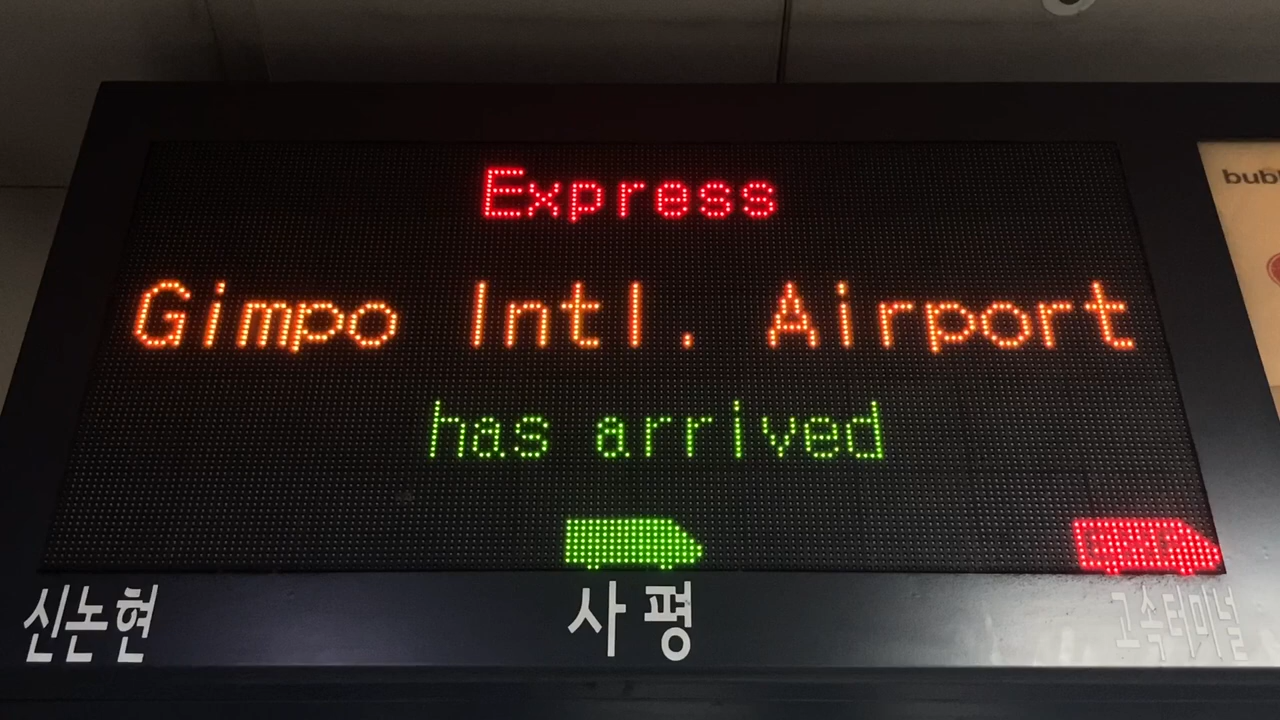 Express
Gimpo Intl. Airport
has arrived
신논현 사평 고속터미널